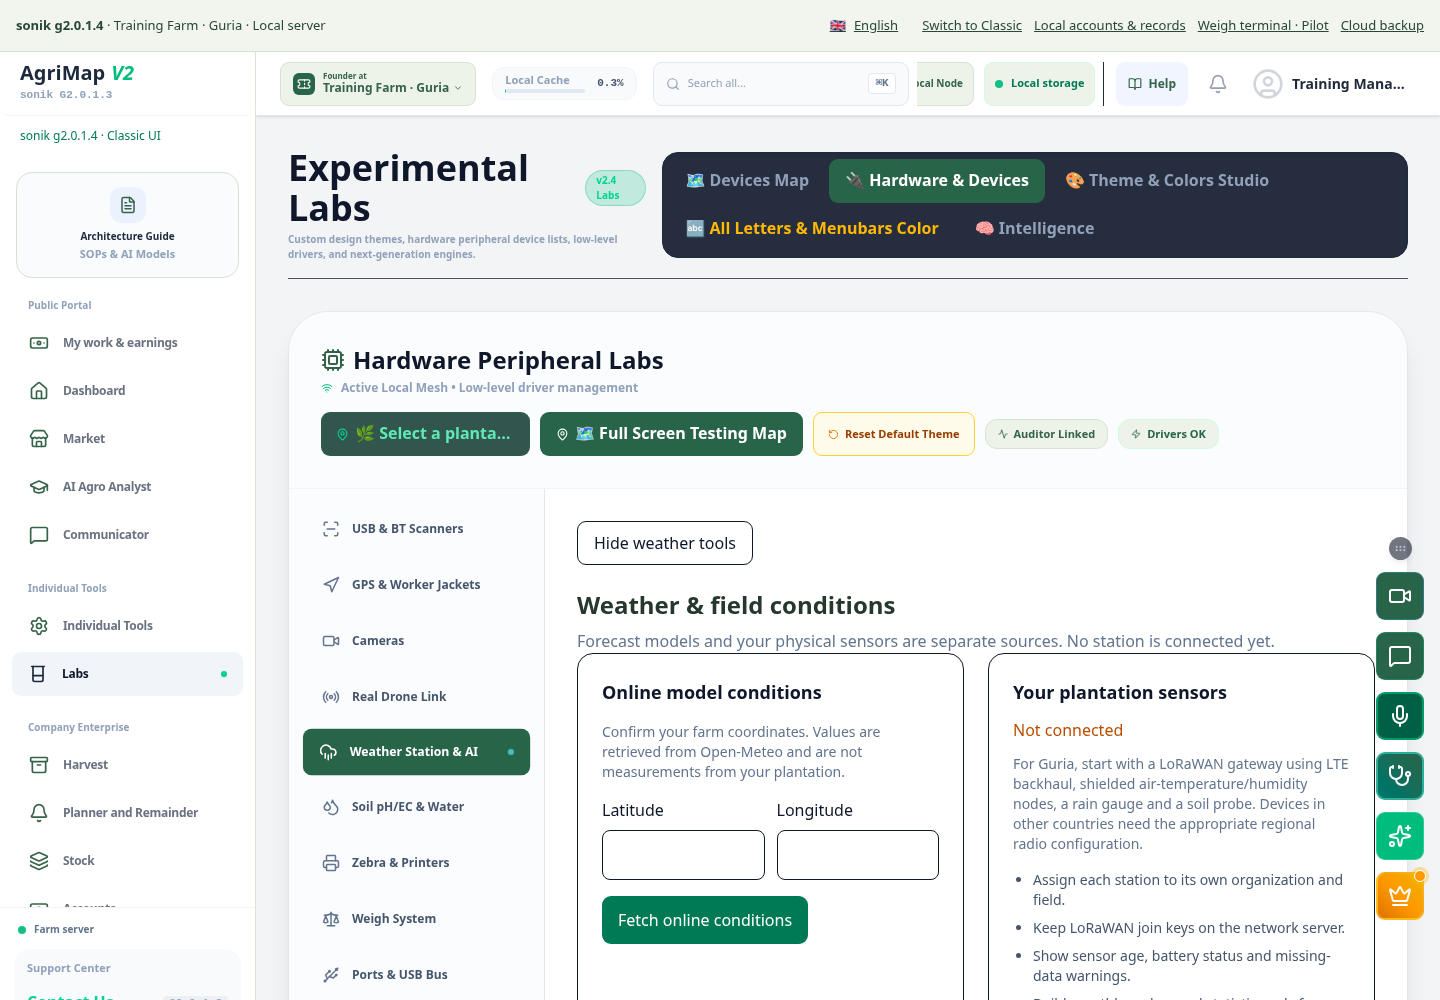 sonik g2.0.1.4 · Training Farm · Guria · Local server
English
Switch to Classic
Local accounts & records
Weigh terminal · Pilot
Cloud backup
AgriMap V2
sonik G2.0.1.3
sonik g2.0.1.4 · Classic UI
Architecture Guide
SOPs & AI Models
Public Portal
My work & earnings
Dashboard
Market
AI Agro Analyst
Communicator
Individual Tools
Individual Tools
Labs
Company Enterprise
Harvest
Planner and Remainder
Stock
Farm server
Support Center
Founder at
Training Farm · Guria
Local Cache
0.3%
Search all...
⌘K
cal Node
Local storage
Help
Training Mana...
Experimental
Labs
v2.4
Labs
Custom design themes, hardware peripheral device lists, low-level
drivers, and next-generation engines.
Devices Map
Hardware & Devices
Theme & Colors Studio
All Letters & Menubars Color
Intelligence
Hardware Peripheral Labs
Active Local Mesh • Low-level driver management
Select a planta...
Full Screen Testing Map
Reset Default Theme
Auditor Linked
Drivers OK
USB & BT Scanners
GPS & Worker Jackets
Cameras
Real Drone Link
Weather Station & AI
Soil pH/EC & Water
Zebra & Printers
Weigh System
Ports & USB Bus
Hide weather tools
Weather & field conditions
Forecast models and your physical sensors are separate sources. No station is connected yet.
Online model conditions
Confirm your farm coordinates. Values are
retrieved from Open-Meteo and are not
measurements from your plantation.
Latitude
Longitude
Fetch online conditions
Your plantation sensors
Not connected
For Guria, start with a LoRaWAN gateway using LTE
backhaul, shielded air-temperature/humidity
nodes, a rain gauge and a soil probe. Devices in
other countries need the appropriate regional
radio configuration.
• Assign each station to its own organization and
field.
• Keep LoRaWAN join keys on the network server.
• Show sensor age, battery status and missing-
data warnings.